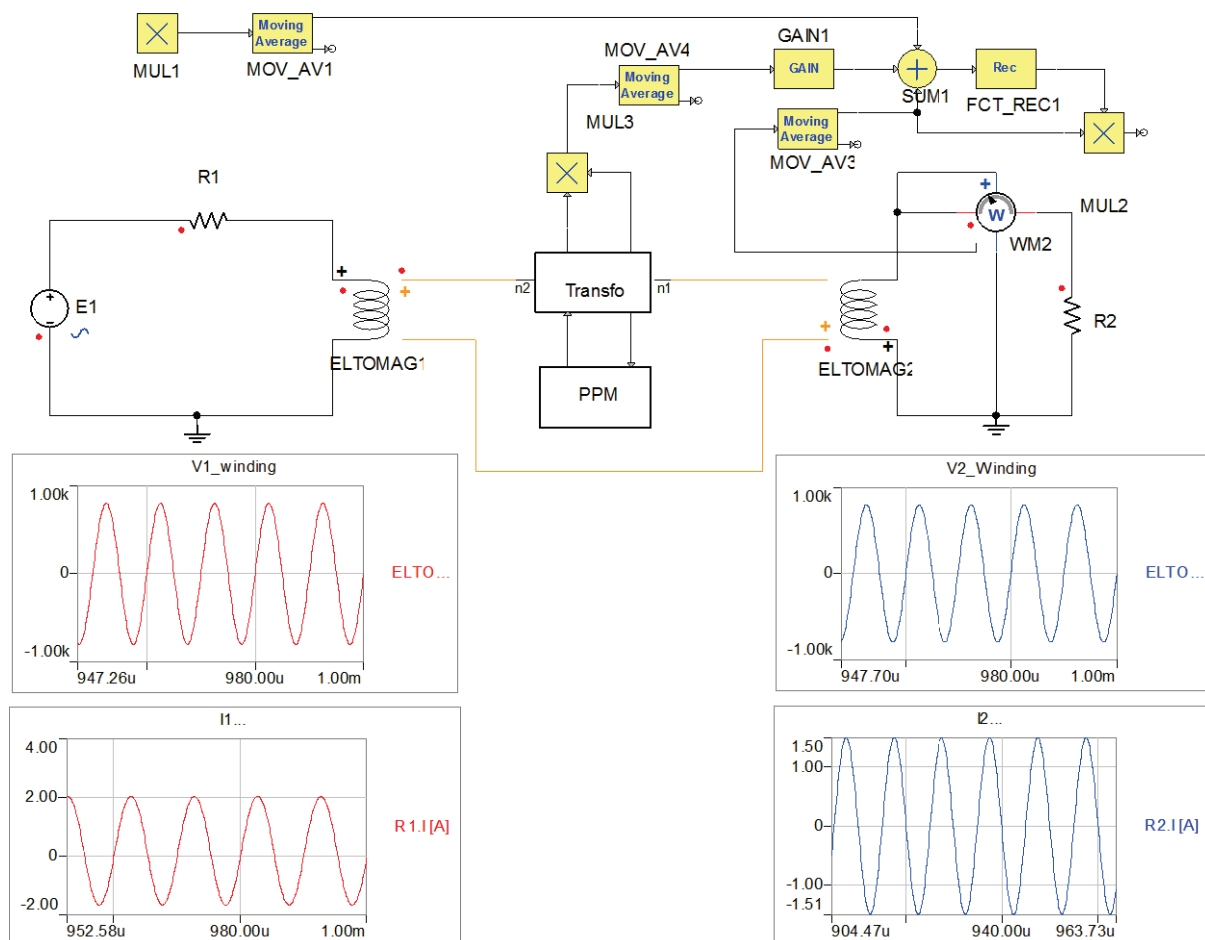 Moving
Average
MUL1
MOV_AV1
MOV_AV4
Moving
Average
MUL3
GAIN1
GAIN
+
SUM1
Rec
FCT_REC1
Moving
Average
MOV_AV3
R1
+
W
WM2
MUL2
+
-
E1
+
+
ELTOMAG1
n2
Transfo
n1
PPM
+
+
ELTOMAG2
R2
V1_winding
1.00k
0
-1.00k
947.26u
980.00u
1.00m
ELTO...
V2_Winding
1.00k
0
-1.00k
947.70u
980.00u
1.00m
ELTO...
I1...
4.00
2.00
0
-2.00
952.58u
980.00u
1.00m
R1.I [A]
I2...
1.50
1.00
0
-1.00
-1.51
904.47u
940.00u
963.73u
R2.I [A]